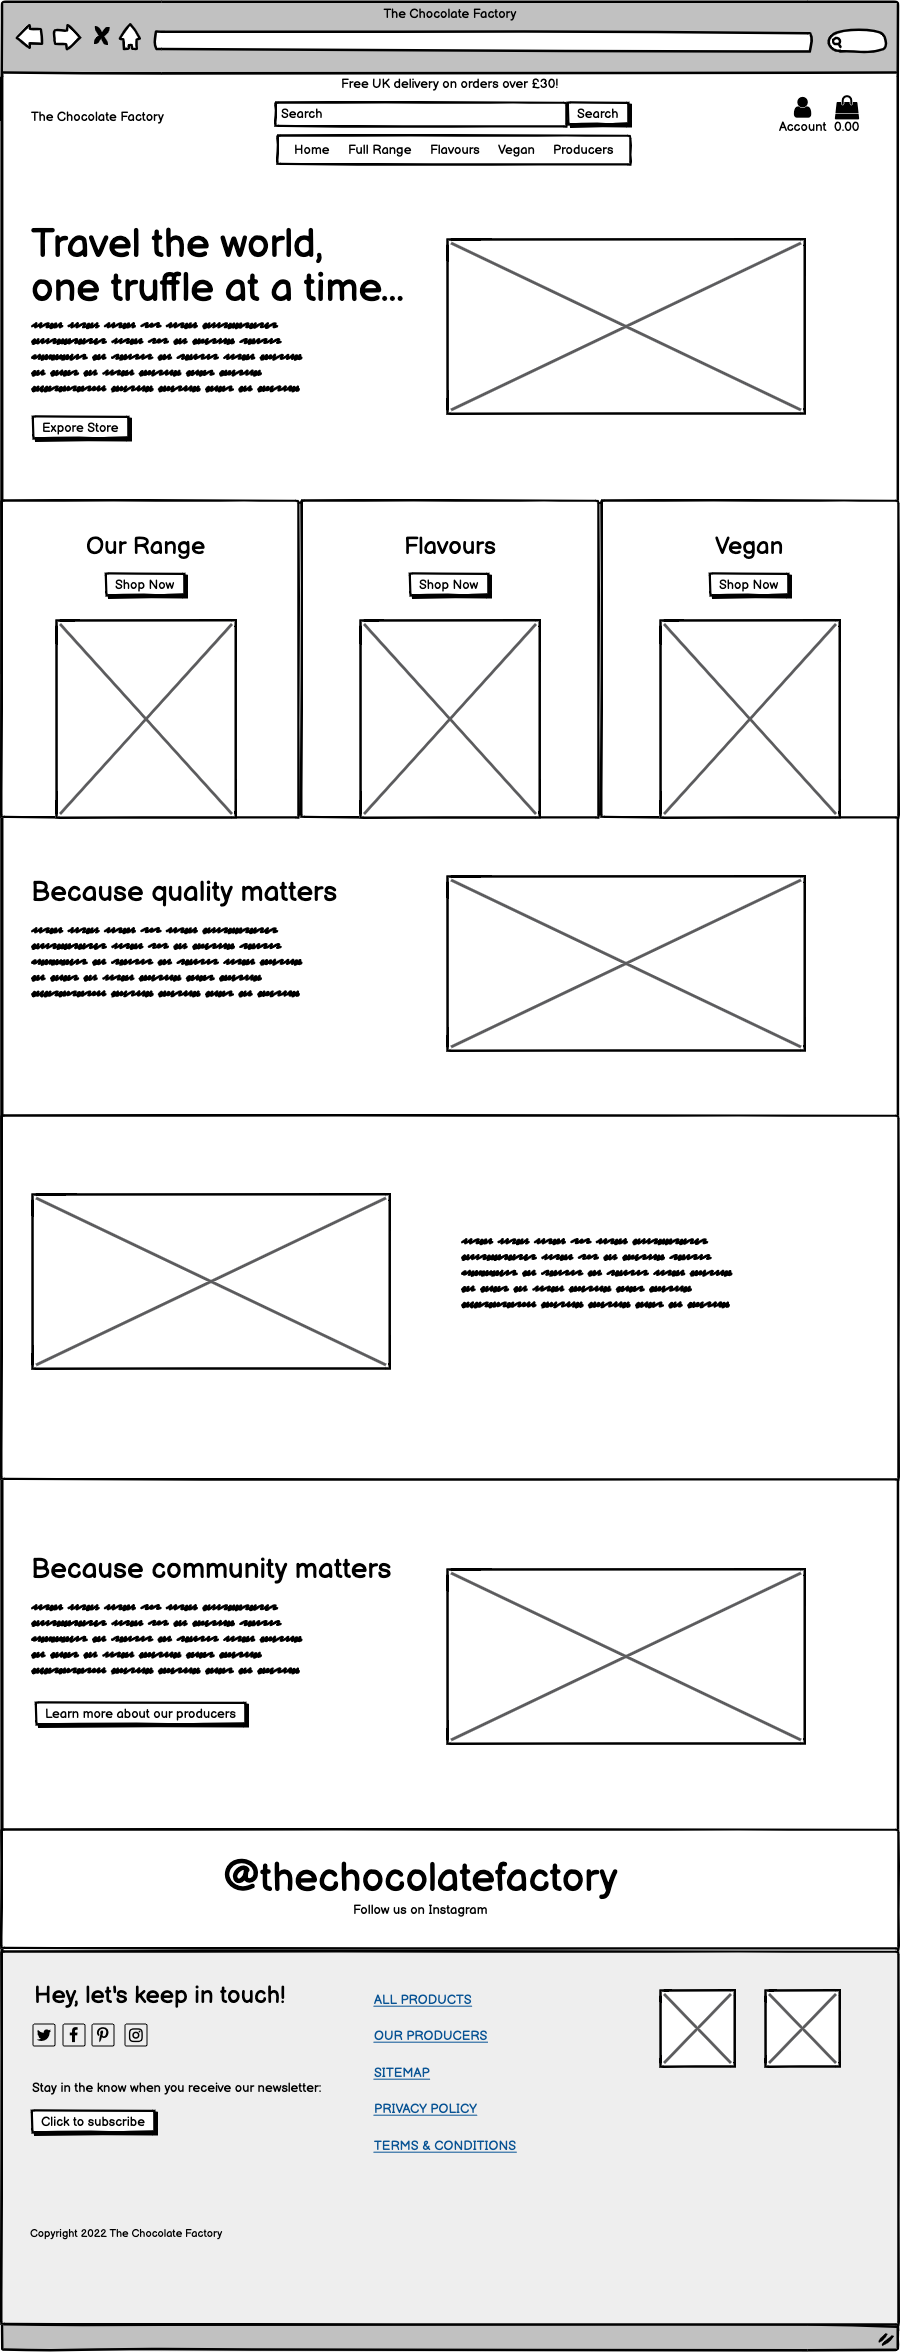 The Chocolate Factory
Free UK delivery on orders over £30!
The Chocolate Factory
Search
Search
Account 0.00
Home Full Range Flavours Vegan Producers
Travel the world,
one truffle at a time...
Expore Store
Our Range
Shop Now
Flavours
Shop Now
Vegan
Shop Now
Because quality matters
Because community matters
Learn more about our producers
@thechocolatefactory
Follow us on Instagram
Hey, let's keep in touch!
Stay in the know when you receive our newsletter:
Click to subscribe
ALL PRODUCTS
OUR PRODUCERS
SITEMAP
PRIVACY POLICY
TERMS & CONDITIONS
Copyright 2022 The Chocolate Factory